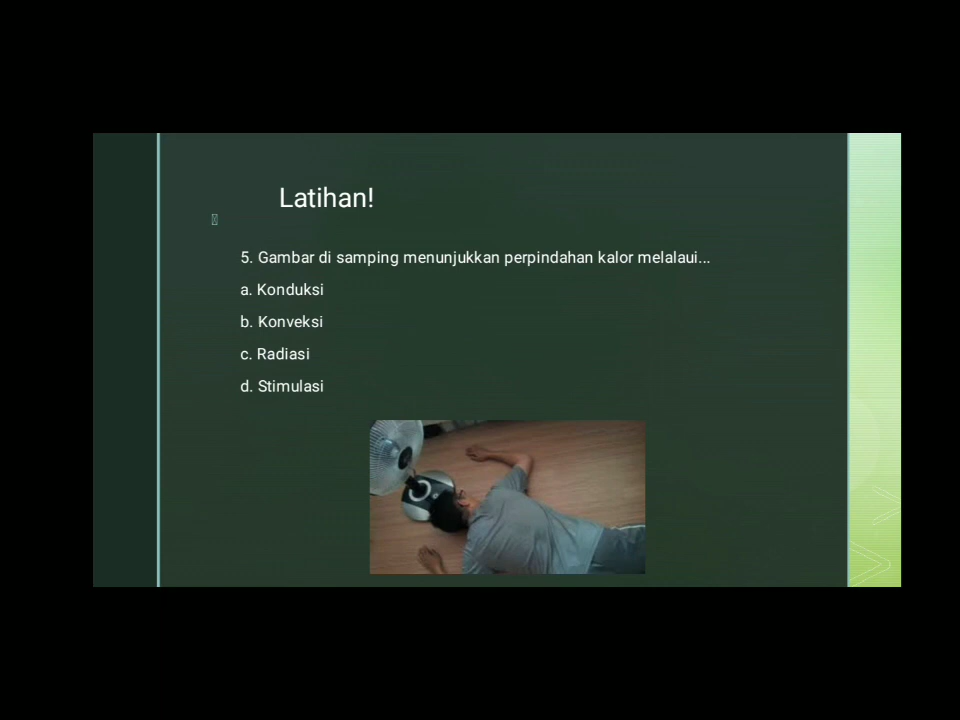 Latihan!
5. Gambar di samping menunjukkan perpindahan kalor melalaui...
a. Konduksi
b. Konveksi
c. Radiasi
d. Stimulasi